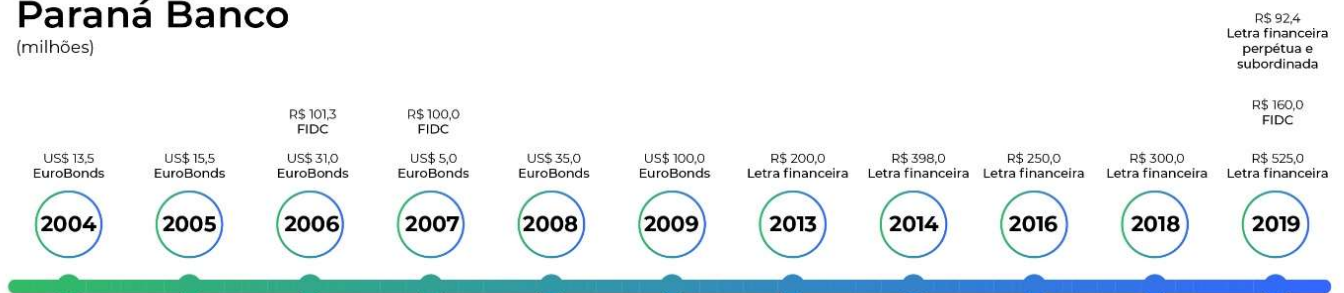 Paraná Banco
(milhões)
US$ 13,5
EuroBonds
2004
US$ 15,5
EuroBonds
2005
R$ 101,3
FIDC
US$ 31,0
EuroBonds
2006
R$ 100,0
FIDC
US$ 5,0
EuroBonds
2007
US$ 35,0
EuroBonds
2008
US$ 100,0
EuroBonds
2009
R$ 200,0
Letra financeira
2013
R$ 398,0
Letra financeira
2014
R$ 250,0
Letra financeira
2016
R$ 300,0
Letra financeira
2018
R$ 92,4
Letra financeira
perpétua e
subordinada
R$ 160,0
FIDC
R$ 525,0
Letra financeira
2019